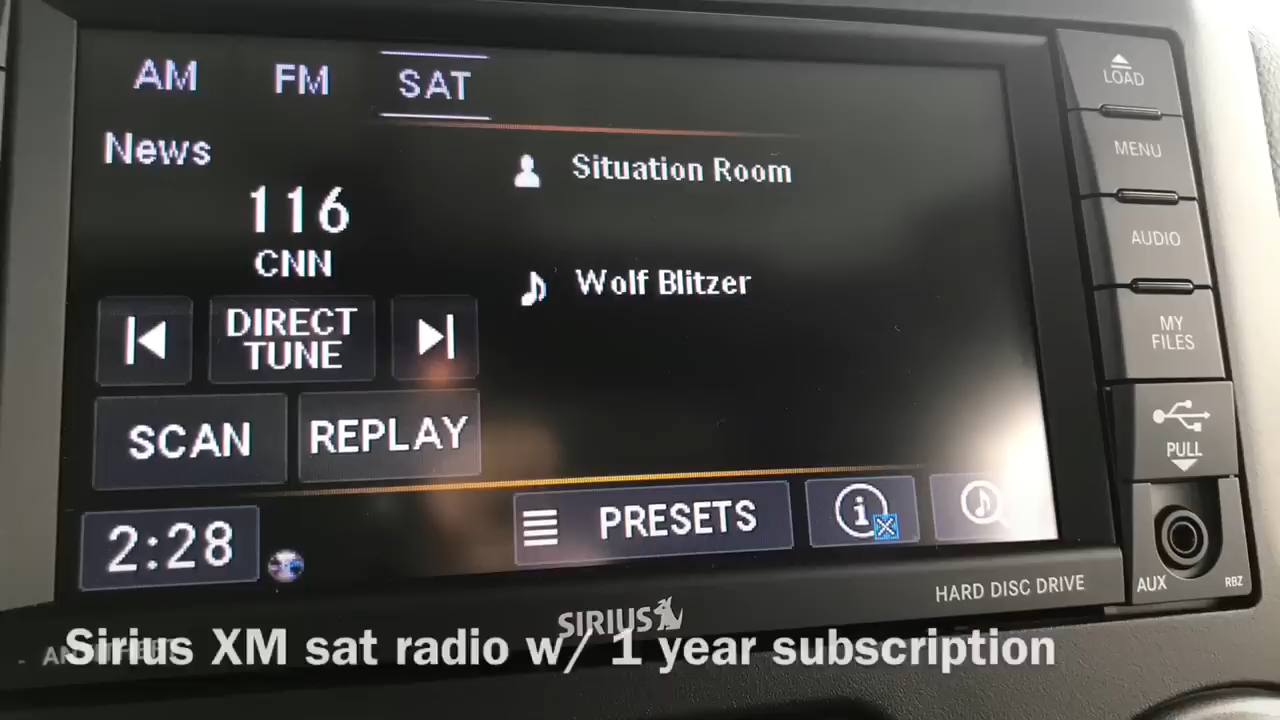 AM FM SAT
News
116
CNN
Situation Room
Wolf Blitzer
DIRECT
TUNE
SCAN REPLAY
2:28
PRESETS
i
LOAD
MENU
AUDIO
MY
FILES
PULL
AUX RBZ
HARD DISC DRIVE
SIRIUS
Sirius XM sat radio w/ 1 year subscription